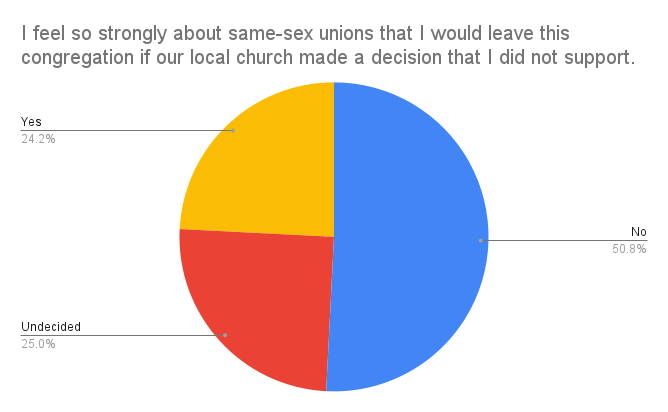 I feel so strongly about same-sex unions that I would leave this
congregation if our local church made a decision that I did not support.
Yes
24.2%
No
50.8%
Undecided
25.0%